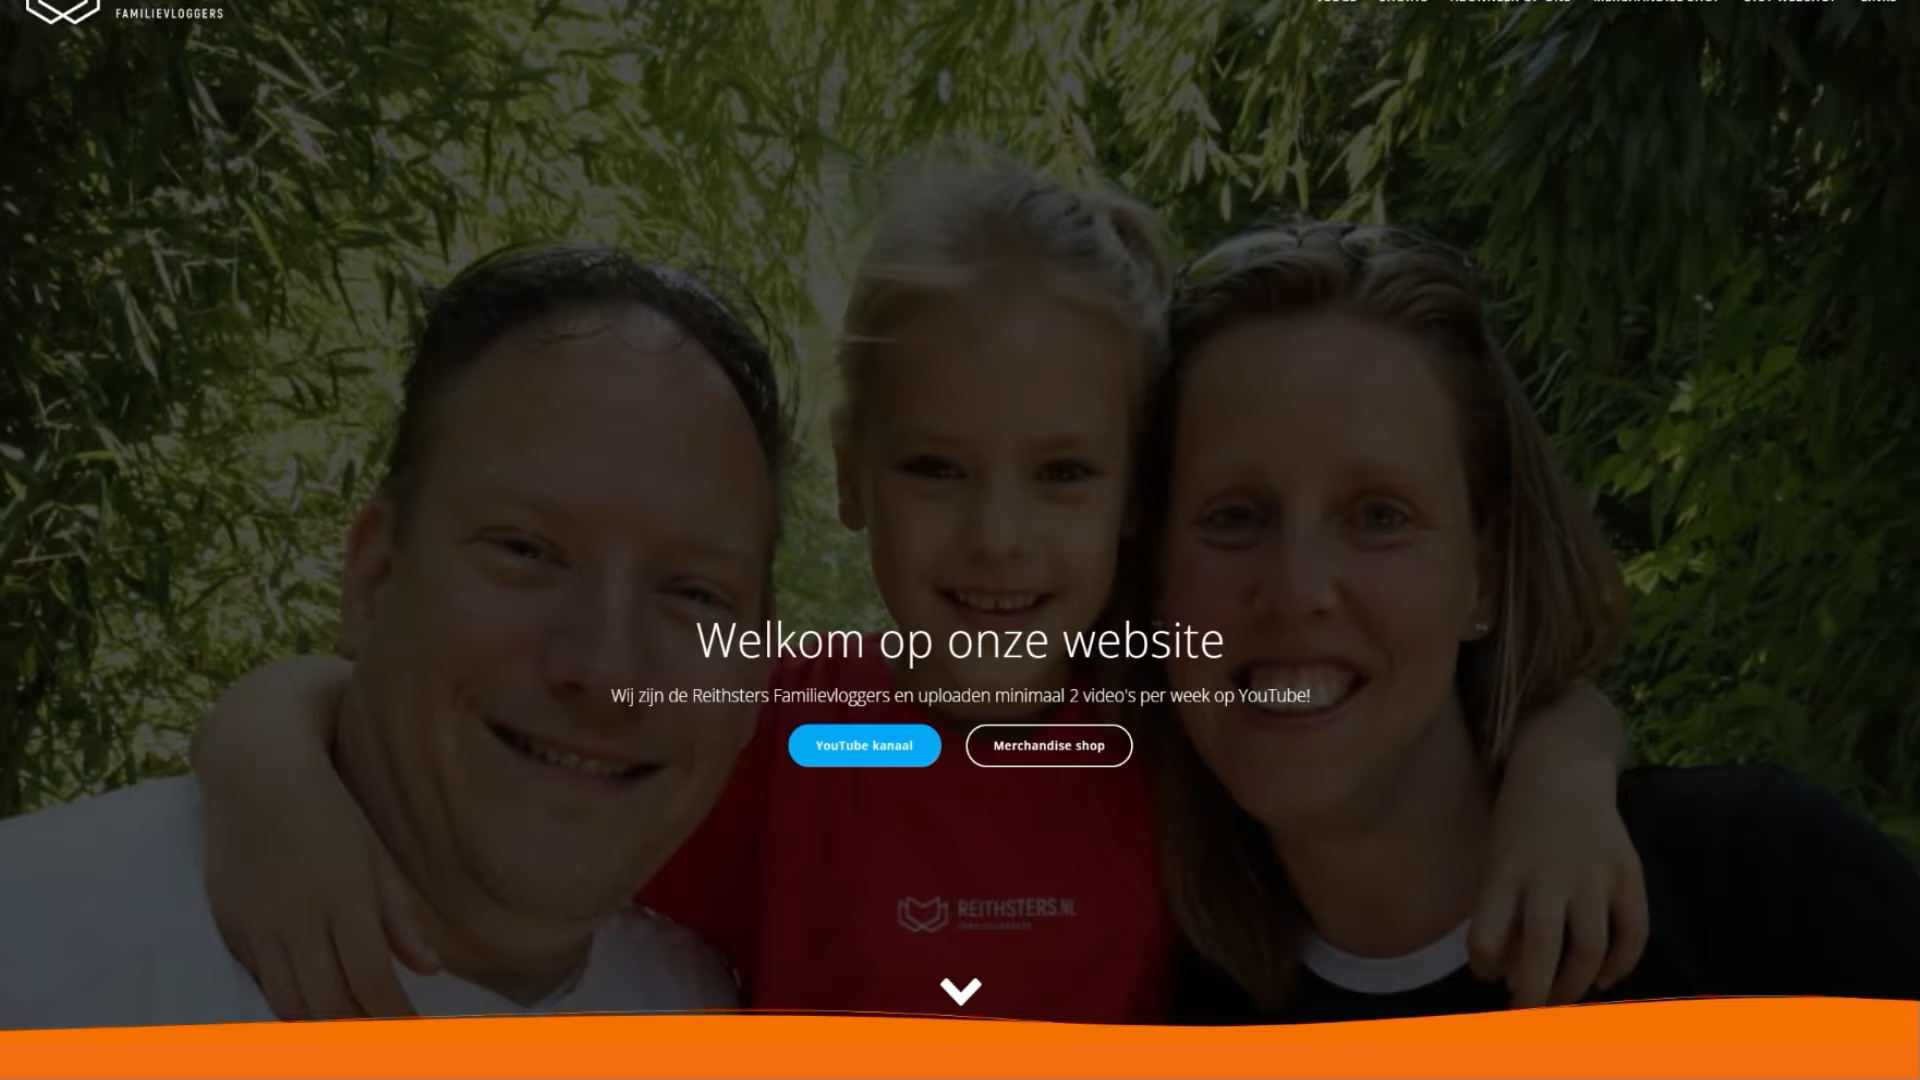 FAMILIEVLOGGERS
Welkom op onze website
Wij zijn de Reithsters Familievloggers en uploaden minimaal 2 video's per week op YouTube!
YouTube kanaal
Merchandise shop
REITHSTERS.NL